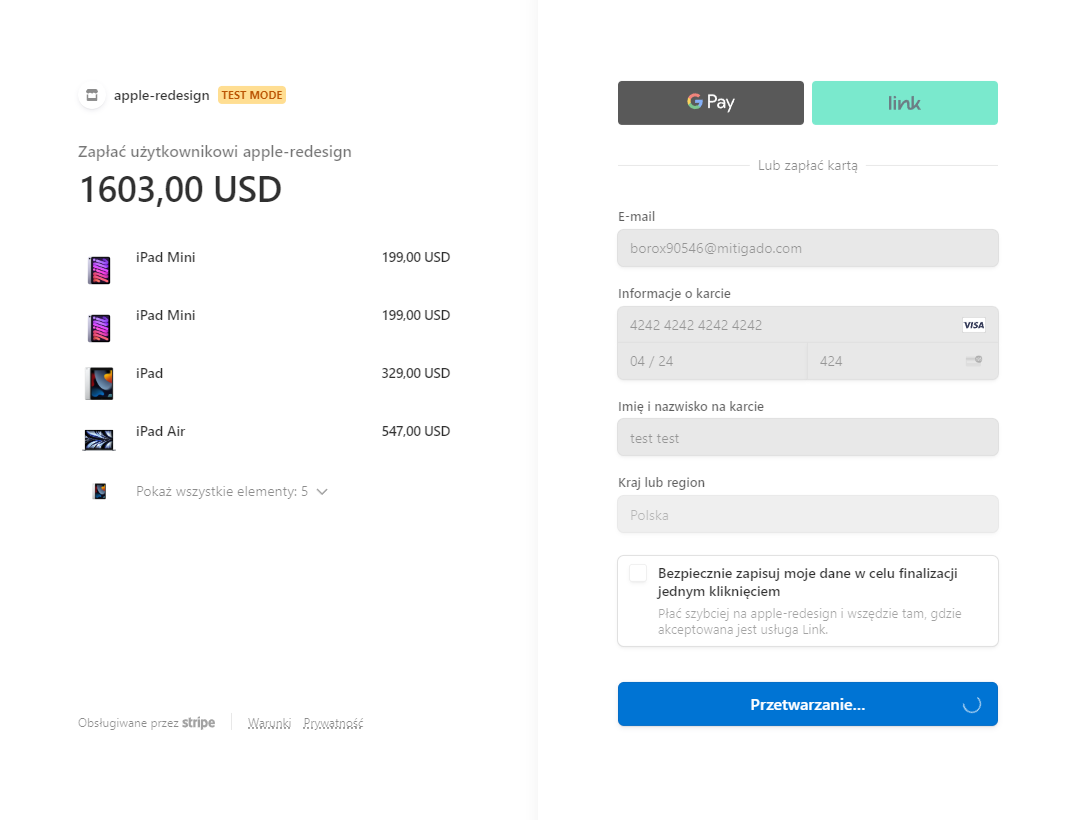 apple-redesign TEST MODE
Zapłać użytkownikowi apple-redesign
1603,00 USD
iPad Mini 199,00 USD
iPad Mini 199,00 USD
iPad 329,00 USD
iPad Air 547,00 USD
Pokaż wszystkie elementy: 5
Obsługiwane przez stripe Warunki Prywatność
G Pay link
Lub zapłać kartą
E-mail
borox90546@mitigado.com
Informacje o karcie
4242 4242 4242 4242 VISA
04 / 24 424
Imię i nazwisko na karcie
test test
Kraj lub region
Polska
Bezpiecznie zapisuj moje dane w celu finalizacji
jednym kliknięciem
Płać szybciej na apple-redesign i wszędzie tam, gdzie
akceptowana jest usługa Link.
Przetwarzanie...